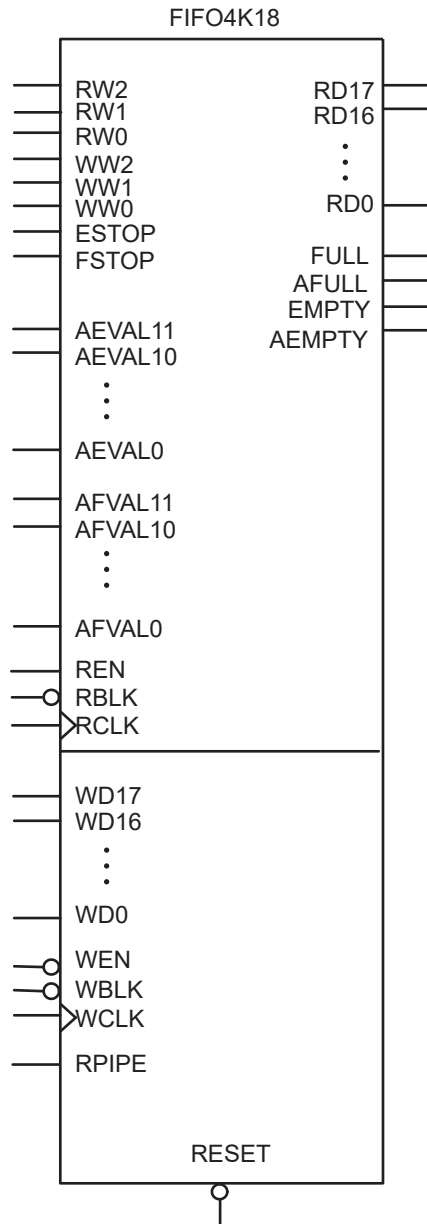 FIFO4K18
RW2
RW1
RW0
WW2
WW1
WW0
ESTOP
FSTOP
AEVAL11
AEVAL10
AEVAL0
AFVAL11
AFVAL10
AFVAL0
REN
RBLK
RCLK
RD17
RD16
RD0
FULL
AFULL
EMPTY
AEMPTY
WD17
WD16
WD0
WEN
WBLK
WCLK
RPIPE
RESET